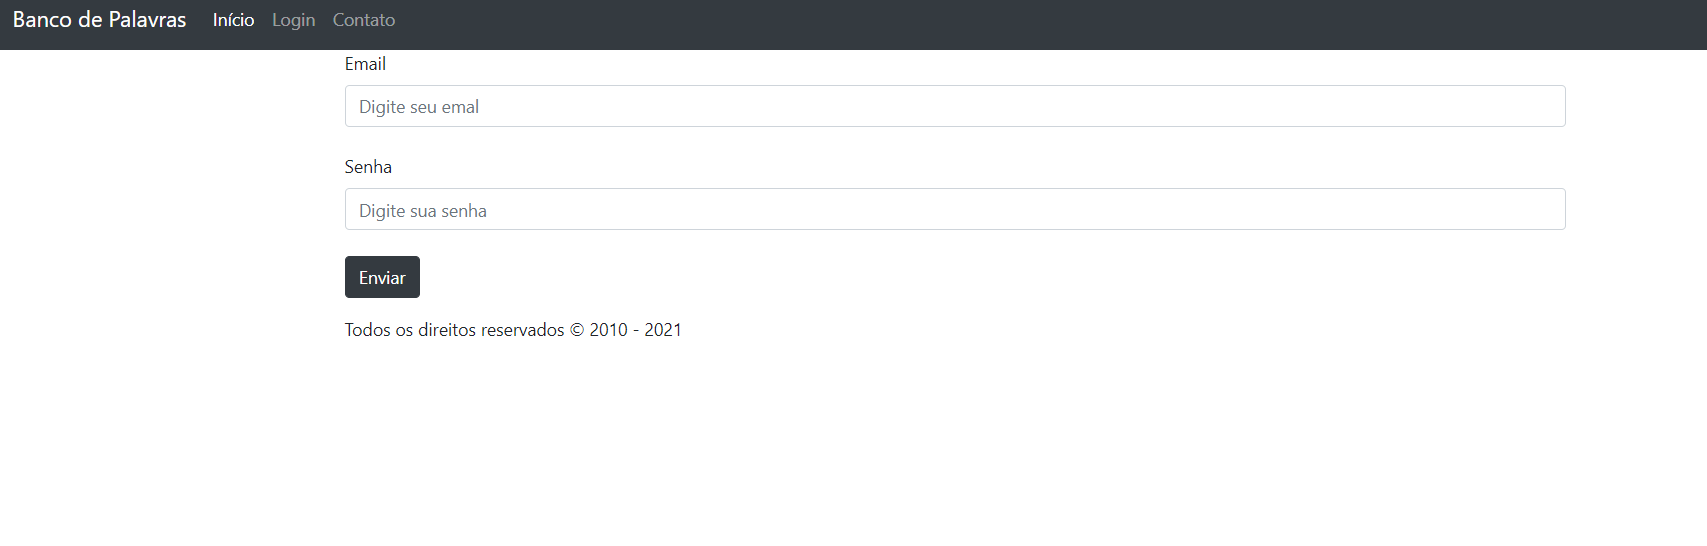 Banco de Palavras Início Login Contato
Email
Digite seu emal
Senha
Digite sua senha
Enviar
Todos os direitos reservados © 2010 - 2021